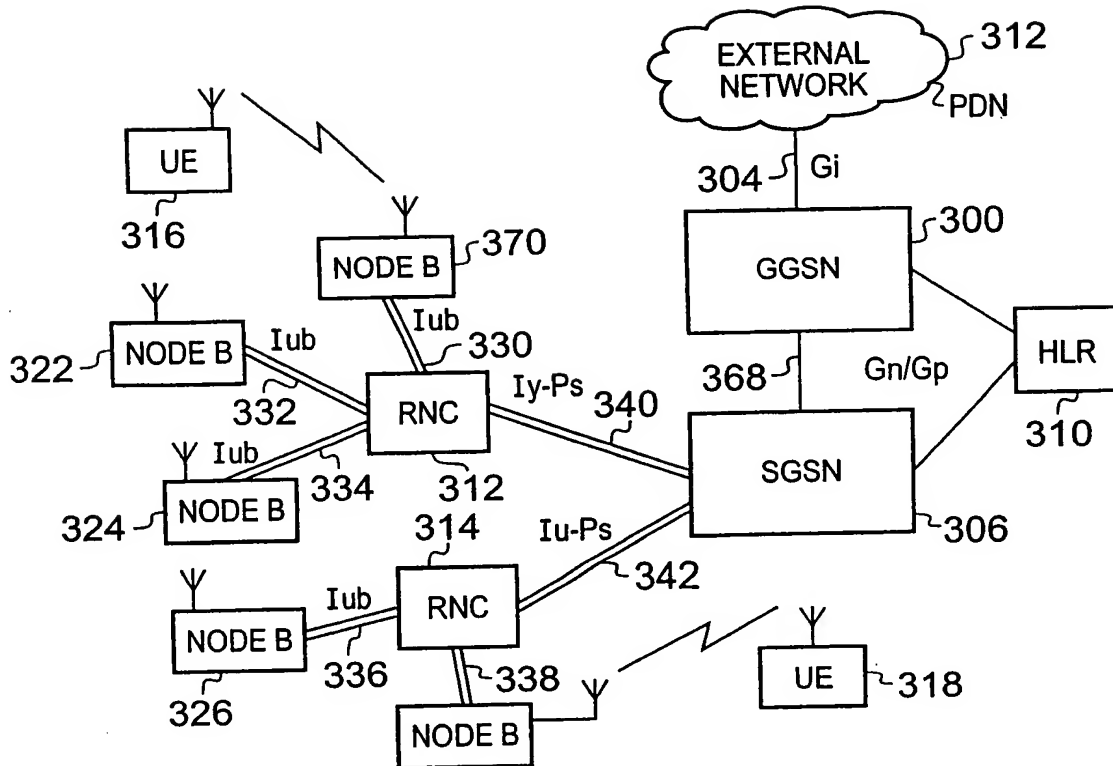 EXTERNAL
NETWORK
312
PDN
304
Gi
UE
316
300
GGSN
NODE B
370
Iub
330
322
NODE B
Iub
332
368
Gn/Gp
HLR
310
Iy-Ps
340
RNC
312
SGSN
306
Iub
334
324
NODE B
314
Iu-Ps
342
RNC
Iub
336
NODE B
326
338
NODE B
UE
318